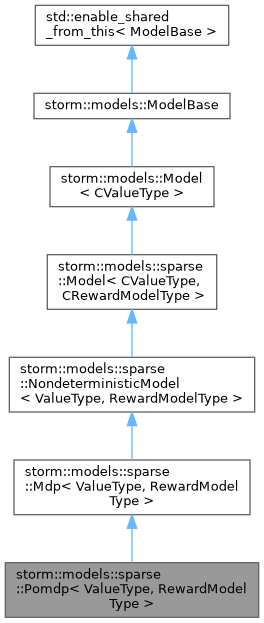 std::enable_shared
_from_this< ModelBase >
storm::models::ModelBase
storm::models::Model
< CValueType >
storm::models::sparse
::Model< CValueType,
CRewardModelType >
storm::models::sparse
::NondeterministicModel
< ValueType, RewardModelType >
storm::models::sparse
::Mdp< ValueType, RewardModel
Type >
storm::models::sparse
::Pomdp< ValueType, RewardModel
Type >